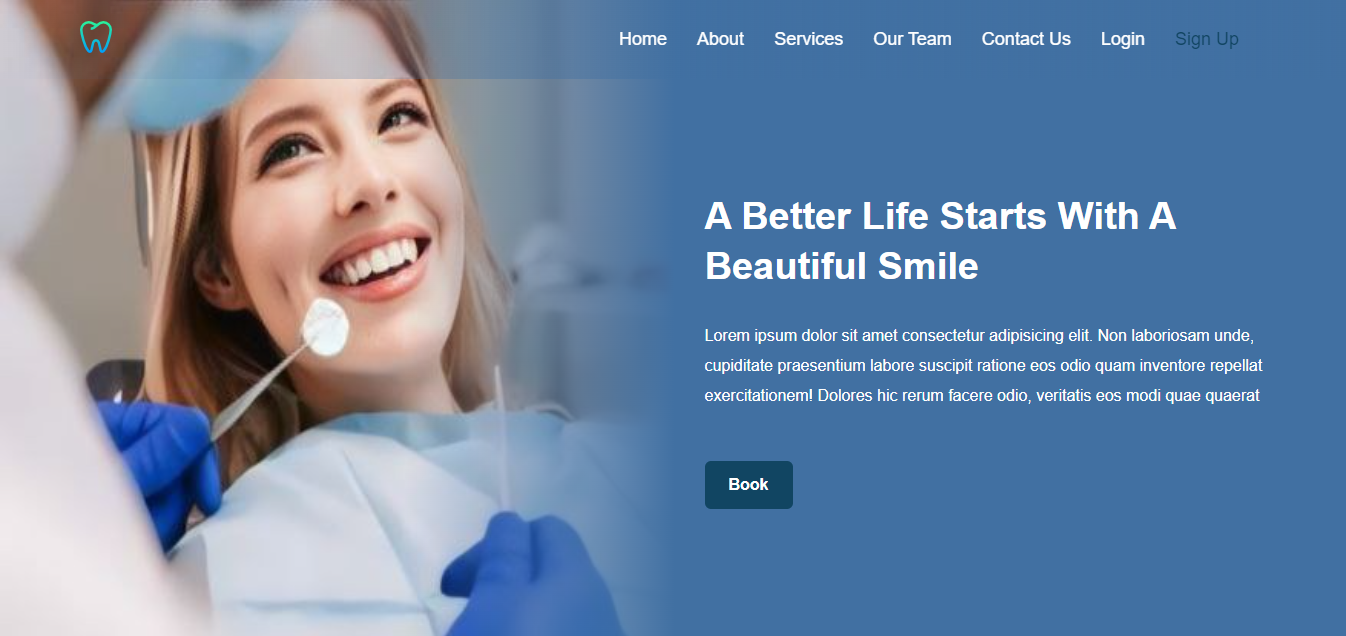 Home About Services Our Team Contact Us Login Sign Up
A Better Life Starts With A
Beautiful Smile
Lorem ipsum dolor sit amet consectetur adipisicing elit. Non laboriosam unde,
cupiditate praesentium labore suscipit ratione eos odio quam inventore repellat
exercitationem! Dolores hic rerum facere odio, veritatis eos modi quae quaerat
Book